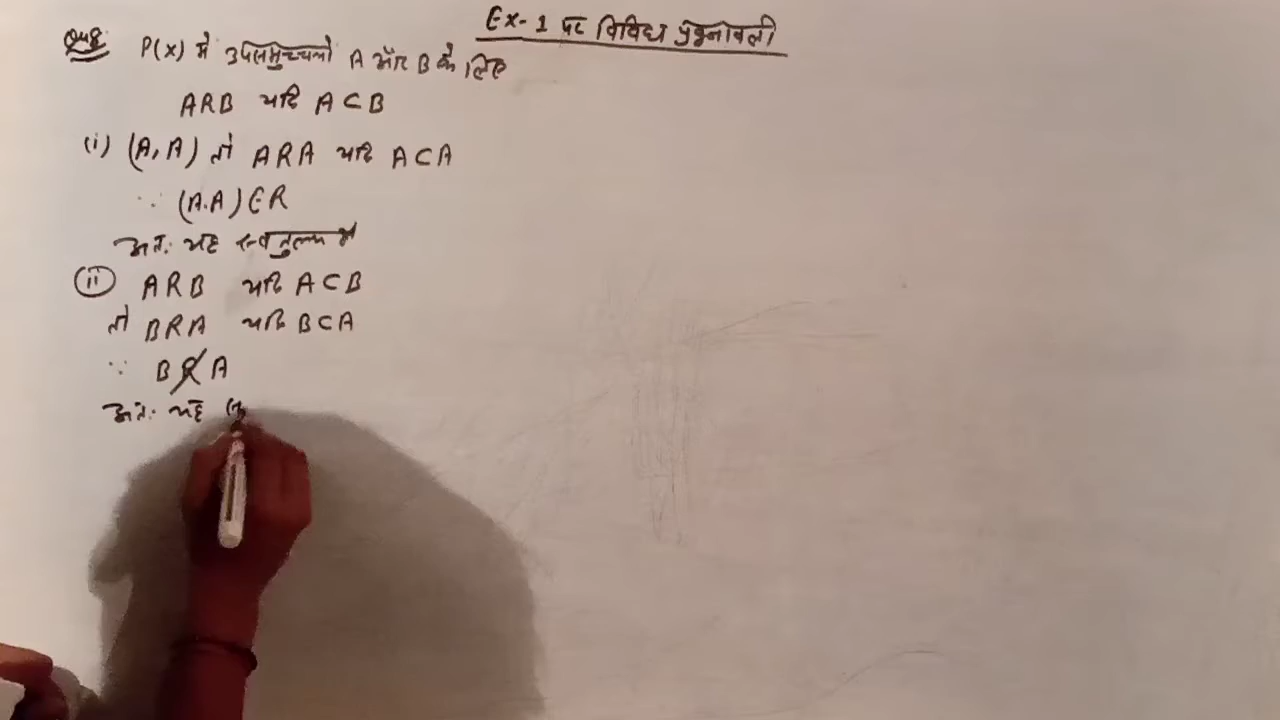 Ex-1 पर विविध प्रश्नावली
P(x) में उपसमुच्चयों A और B के लिए
ARB यदि A⊂B
(i) (A, A) तो ARA यदि A⊂A
∵ (A.A)∈R
अतः यह स्वतुल्य है
(ii) ARB यदि A⊂B
तो BRA यदि B⊂A
∵ B R̸ A
अतः यह